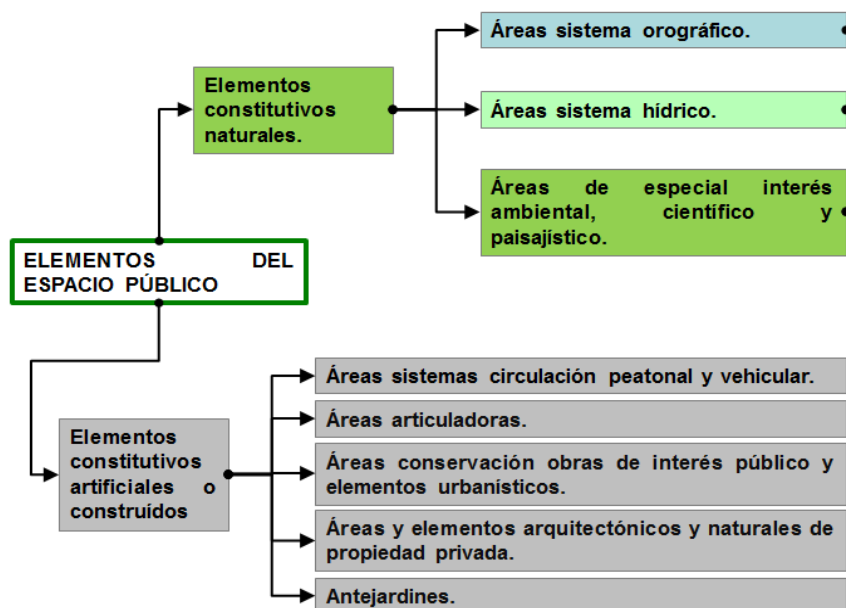 Áreas sistema orográfico.
Elementos
constitutivos
naturales.
Áreas sistema hídrico.
Áreas de especial interés
ambiental, científico y
paisajístico.
ELEMENTOS DEL
ESPACIO PÚBLICO
Áreas sistemas circulación peatonal y vehicular.
Áreas articuladoras.
Elementos
constitutivos
artificiales o
construídos
Áreas conservación obras de interés público y
elementos urbanísticos.
Áreas y elementos arquitectónicos y naturales de
propiedad privada.
Antejardines.